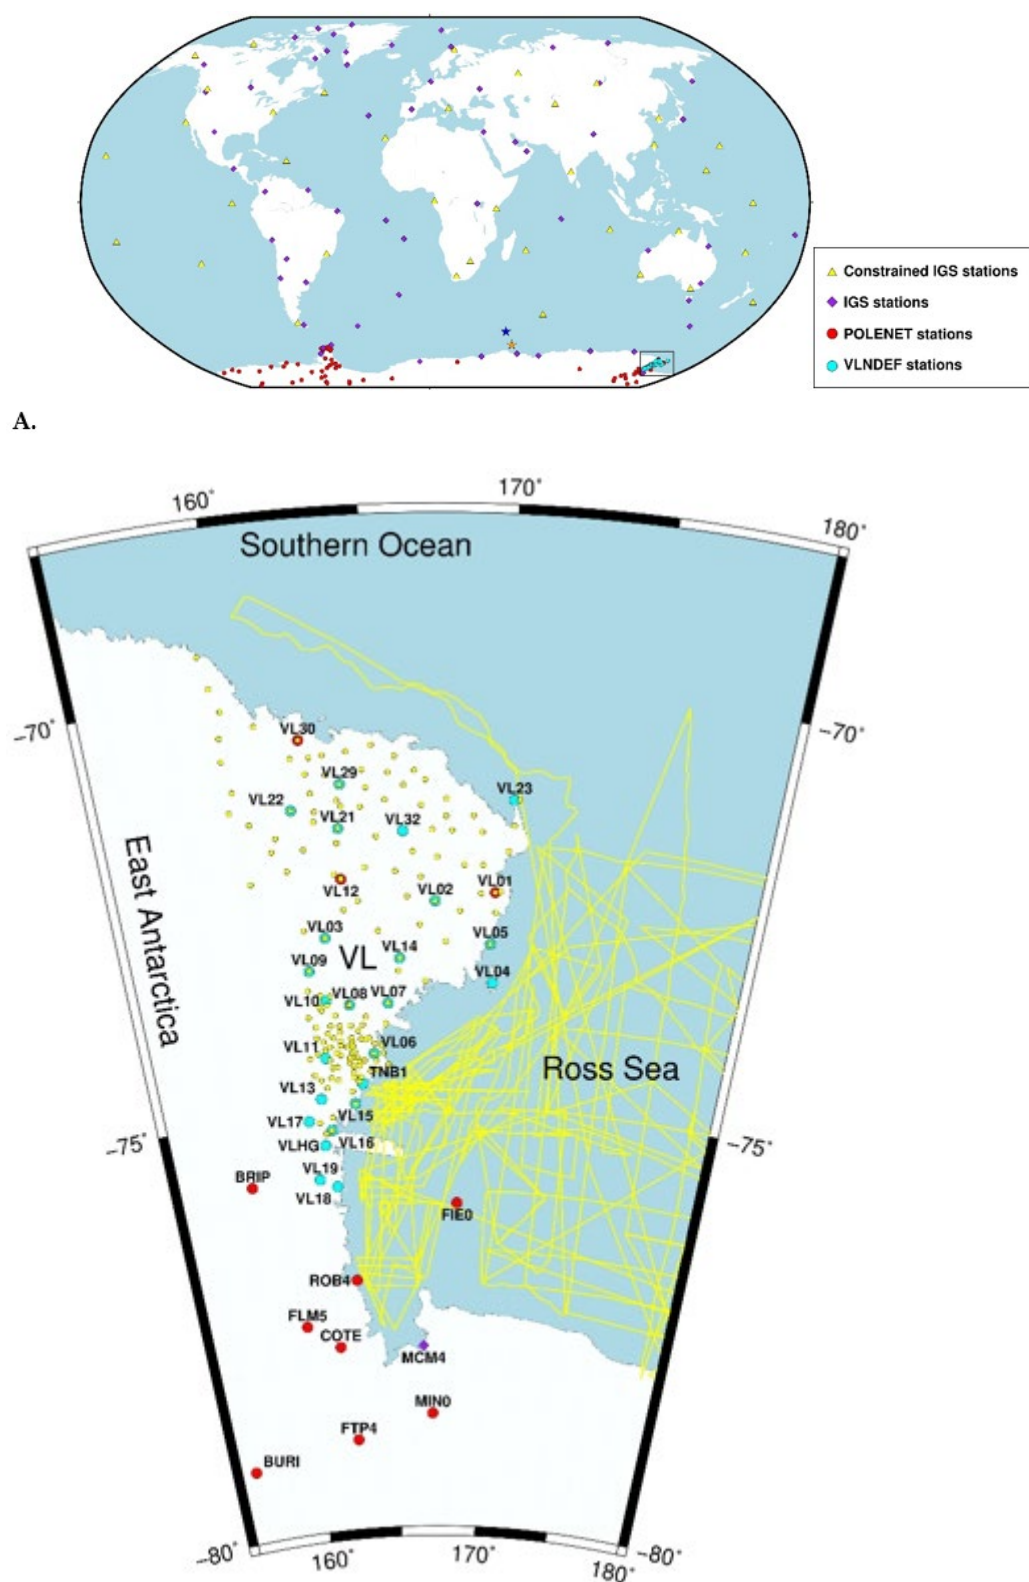 Constrained IGS stations
IGS stations
POLENET stations
VLNDEF stations
A.
160°
170°
180°
Southern Ocean
-70°
-70°
VL30
VL29
VL23
VL22
VL21
VL32
East Antarctica
VL12
VL02
VL01
VL03
VL05
VL14
VL
VL09
VL04
VL10
VL08
VL07
VL11
VL06
TNB1
Ross Sea
VL13
VL15
VL17
VL16
VLHG
-75°
-75°
BRIP
VL19
VL18
FIE0
ROB4
FLM5
COTE
MCM4
MIN0
FTP4
BURI
-80°
160°
170°
180°
-80°